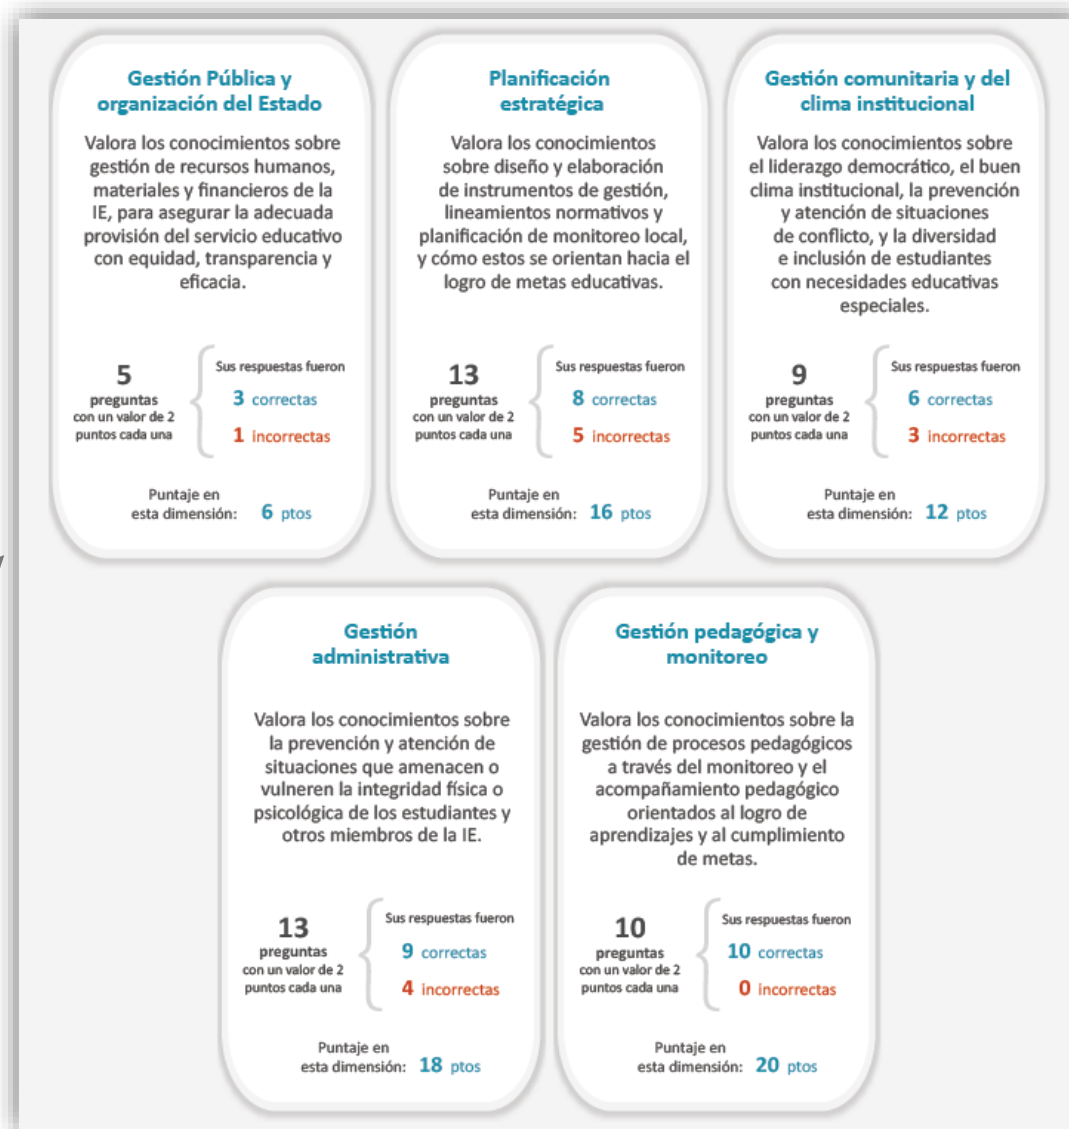 Gestión Pública y
organización del Estado
Valora los conocimientos sobre
gestión de recursos humanos,
materiales y financieros de la
IE, para asegurar la adecuada
provisión del servicio educativo
con equidad, transparencia y
eficacia.
5
preguntas
con un valor de 2
puntos cada una
Sus respuestas fueron
3 correctas
1 incorrectas
Puntaje en
esta dimensión: 6 ptos
Planificación
estratégica
Valora los conocimientos
sobre diseño y elaboración
de instrumentos de gestión,
lineamientos normativos y
planificación de monitoreo local,
y cómo estos se orientan hacia el
logro de metas educativas.
13
preguntas
con un valor de 2
puntos cada una
Sus respuestas fueron
8 correctas
5 incorrectas
Puntaje en
esta dimensión: 16 ptos
Gestión comunitaria y del
clima institucional
Valora los conocimientos sobre
el liderazgo democrático, el buen
clima institucional, la prevención
y atención de situaciones
de conflicto, y la diversidad
e inclusión de estudiantes
con necesidades educativas
especiales.
9
preguntas
con un valor de 2
puntos cada una
Sus respuestas fueron
6 correctas
3 incorrectas
Puntaje en
esta dimensión: 12 ptos
Gestión
administrativa
Valora los conocimientos sobre
la prevención y atención de
situaciones que amenacen o
vulneren la integridad física o
psicológica de los estudiantes y
otros miembros de la IE.
13
preguntas
con un valor de 2
puntos cada una
Sus respuestas fueron
9 correctas
4 incorrectas
Puntaje en
esta dimensión: 18 ptos
Gestión pedagógica y
monitoreo
Valora los conocimientos sobre la
gestión de procesos pedagógicos
a través del monitoreo y el
acompañamiento pedagógico
orientados al logro de
aprendizajes y al cumplimiento
de metas.
10
preguntas
con un valor de 2
puntos cada una
Sus respuestas fueron
10 correctas
0 incorrectas
Puntaje en
esta dimensión: 20 ptos